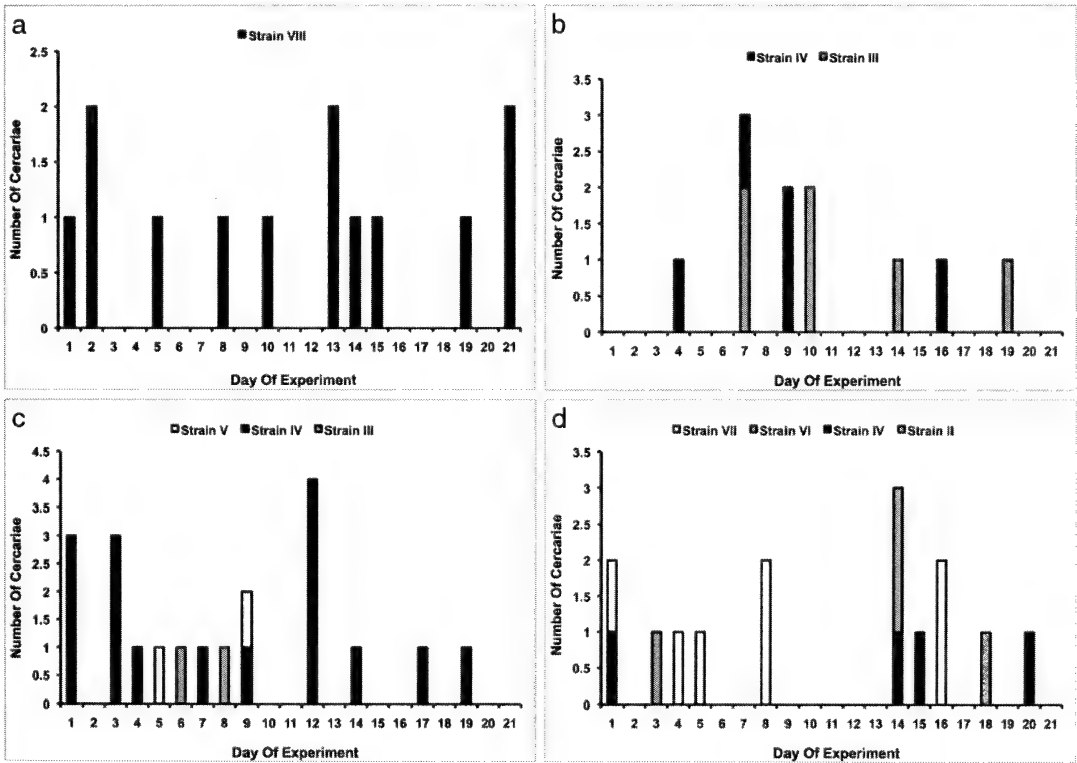 a
Strain VIII
2.5
2
1.5
1
0.5
0
Number Of Cercariae
1 2 3 4 5 6 7 8 9 10 11 12 13 14 15 16 17 18 19 20 21
Day Of Experiment
b
Strain IV Strain III
3.5
3
2.5
2
1.5
1
0.5
0
Number Of Cercariae
1 2 3 4 5 6 7 8 9 10 11 12 13 14 15 16 17 18 19 20 21
Day Of Experiment
c
Strain V Strain IV Strain III
4.5
4
3.5
3
2.5
2
1.5
1
0.5
0
Number Of Cercariae
1 2 3 4 5 6 7 8 9 10 11 12 13 14 15 16 17 18 19 20 21
Day Of Experiment
d
Strain VII Strain VI Strain IV Strain II
3.5
3
2.5
2
1.5
1
0.5
0
Number Of Cercariae
1 2 3 4 5 6 7 8 9 10 11 12 13 14 15 16 17 18 19 20 21
Day Of Experiment